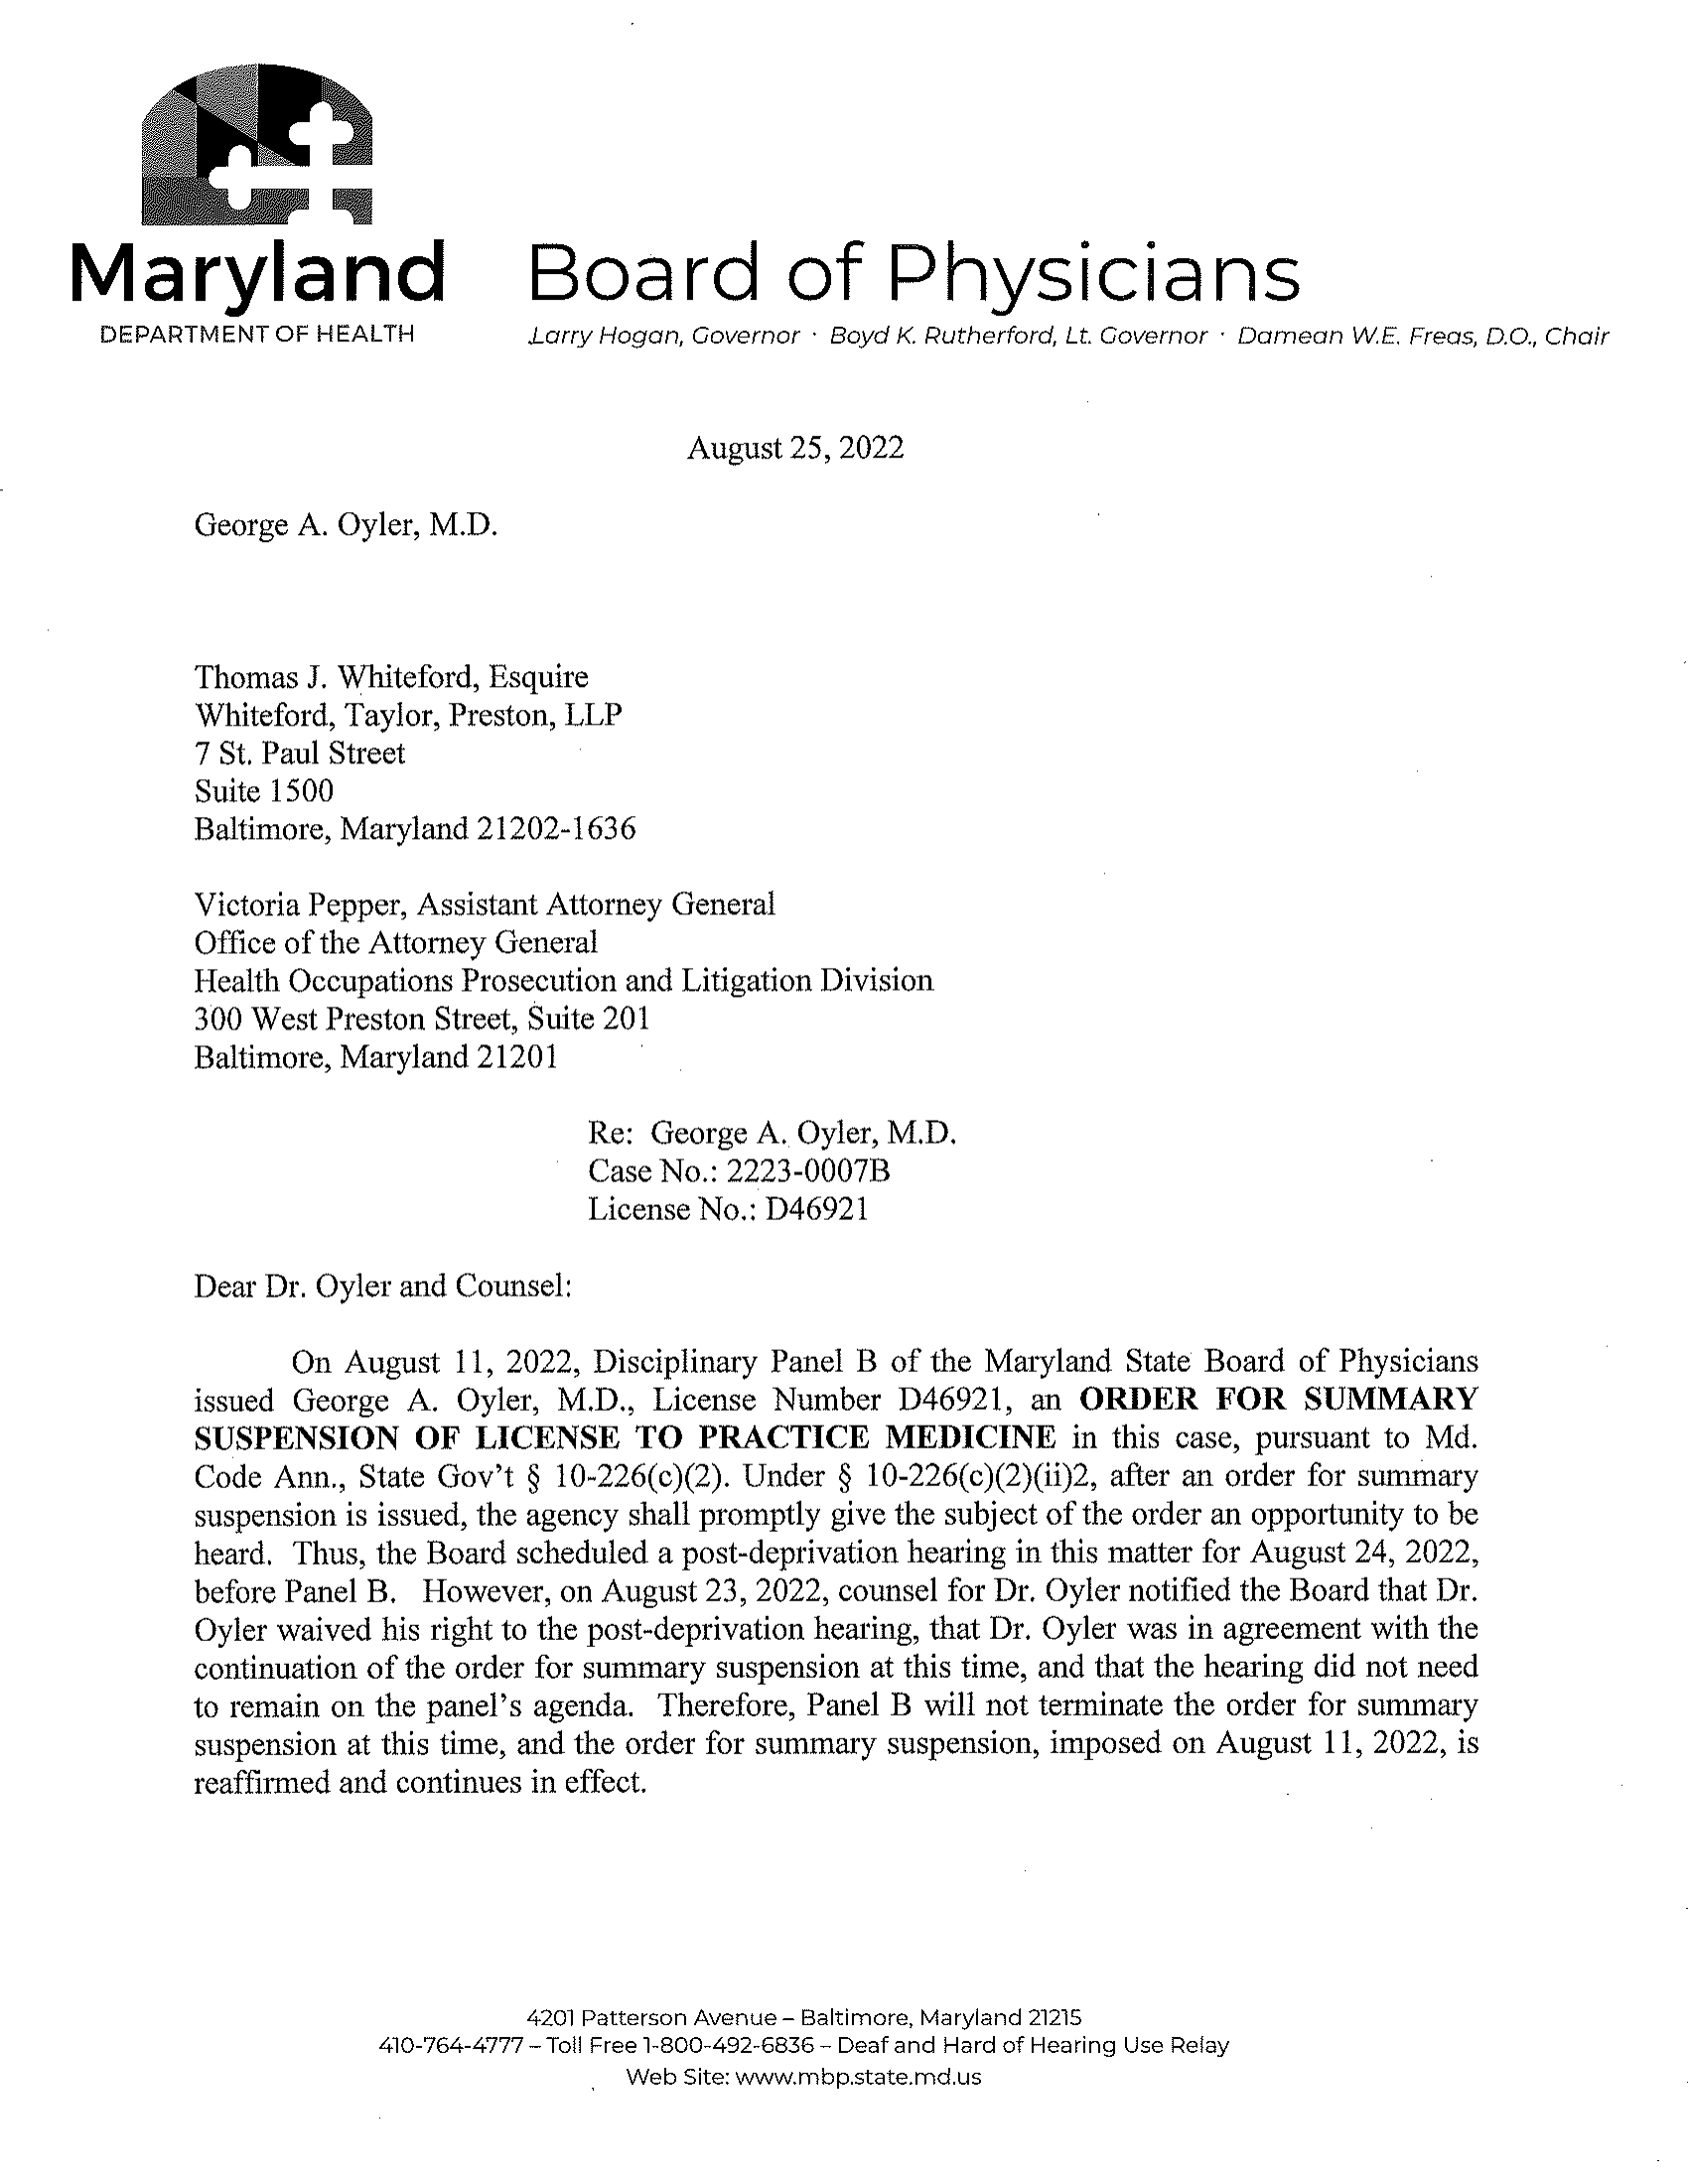 Maryland
DEPARTMENT OF HEALTH
Board of Physicians
Larry Hogan, Governor · Boyd K. Rutherford, Lt. Governor · Damean W.E. Freas, D.O., Chair
August 25, 2022
George A. Oyler, M.D.
Thomas J. Whiteford, Esquire
Whiteford, Taylor, Preston, LLP
7 St. Paul Street
Suite 1500
Baltimore, Maryland 21202-1636
Victoria Pepper, Assistant Attorney General
Office of the Attorney General
Health Occupations Prosecution and Litigation Division
300 West Preston Street, Suite 201
Baltimore, Maryland 21201
Re: George A. Oyler, M.D.
Case No.: 2223-0007B
License No.: D46921
Dear Dr. Oyler and Counsel:
On August 11, 2022, Disciplinary Panel B of the Maryland State Board of Physicians
issued George A. Oyler, M.D., License Number D46921, an ORDER FOR SUMMARY
SUSPENSION OF LICENSE TO PRACTICE MEDICINE in this case, pursuant to Md.
Code Ann., State Gov't § 10-226(c)(2). Under § 10-226(c)(2)(ii)2, after an order for summary
suspension is issued, the agency shall promptly give the subject of the order an opportunity to be
heard. Thus, the Board scheduled a post-deprivation hearing in this matter for August 24, 2022,
before Panel B. However, on August 23, 2022, counsel for Dr. Oyler notified the Board that Dr.
Oyler waived his right to the post-deprivation hearing, that Dr. Oyler was in agreement with the
continuation of the order for summary suspension at this time, and that the hearing did not need
to remain on the panel's agenda. Therefore, Panel B will not terminate the order for summary
suspension at this time, and the order for summary suspension, imposed on August 11, 2022, is
reaffirmed and continues in effect.
4201 Patterson Avenue – Baltimore, Maryland 21215
410-764-4777 – Toll Free 1-800-492-6836 – Deaf and Hard of Hearing Use Relay
Web Site: www.mbp.state.md.us